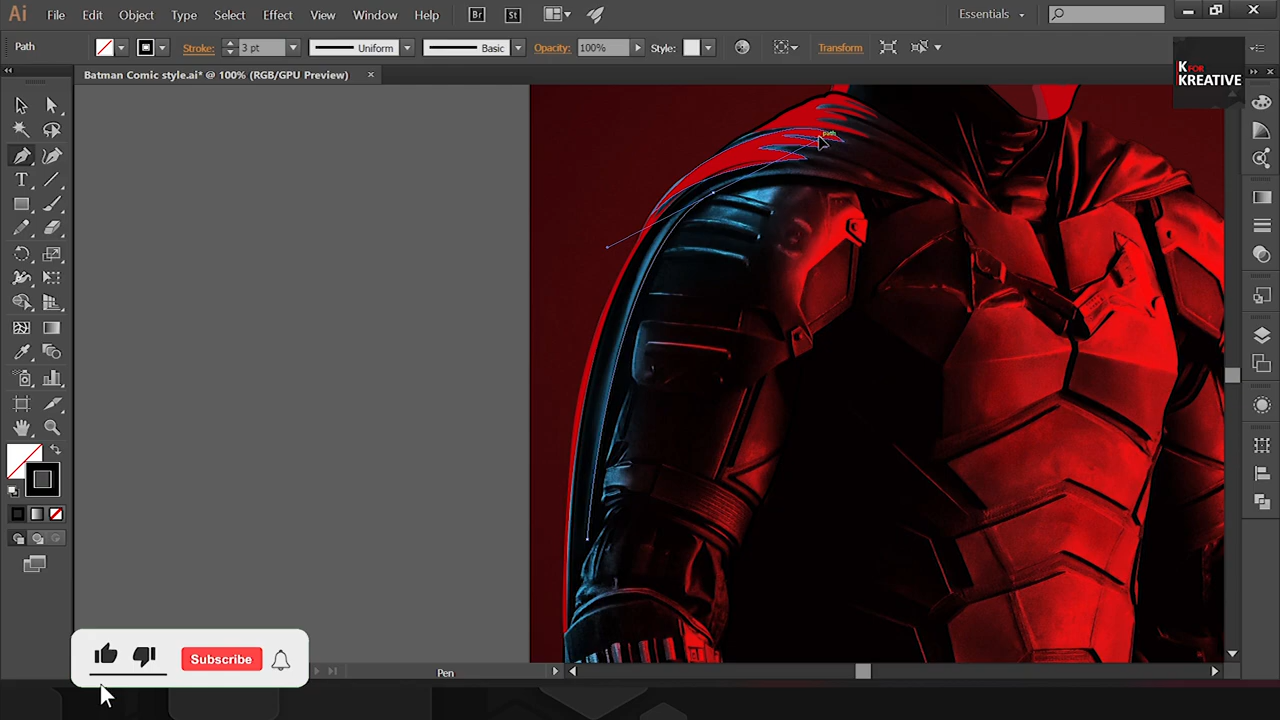 Ai File Edit Object Type Select Effect View Window Help Br St Essentials
Path Stroke: 3 pt Uniform Basic Opacity: 100% Style: Transform
Batman Comic style.ai* @ 100% (RGB/GPU Preview) ×
K FOR
KREATIVE
path
T
Subscribe
Pen